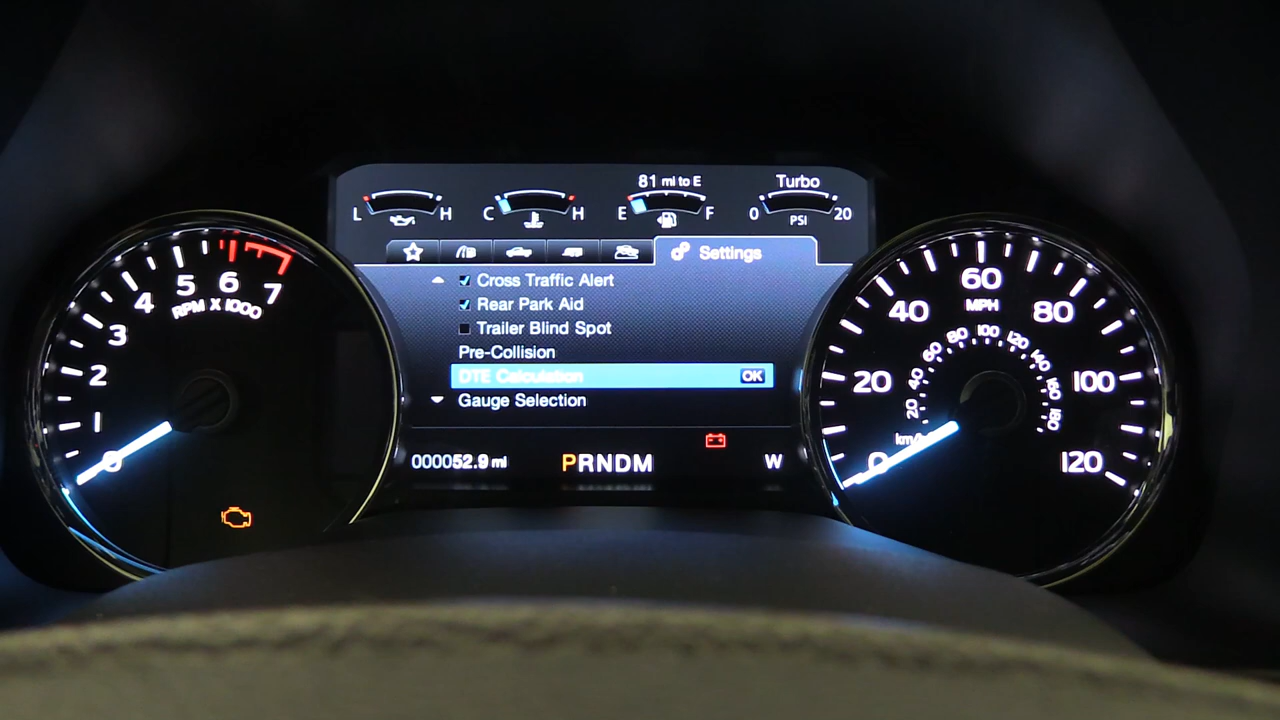 81 mi to E
Turbo
L H
C H
E F
0 20
PSI
Settings
Cross Traffic Alert
Rear Park Aid
Trailer Blind Spot
Pre-Collision
DTE Calculation OK
Gauge Selection
000052.9 mi
PRNDM
W
0 1 2 3 4 5 6 7
RPM X 1000
0 20 40 60 80 100 120
MPH
20 40 60 80 100 120 140 160 180